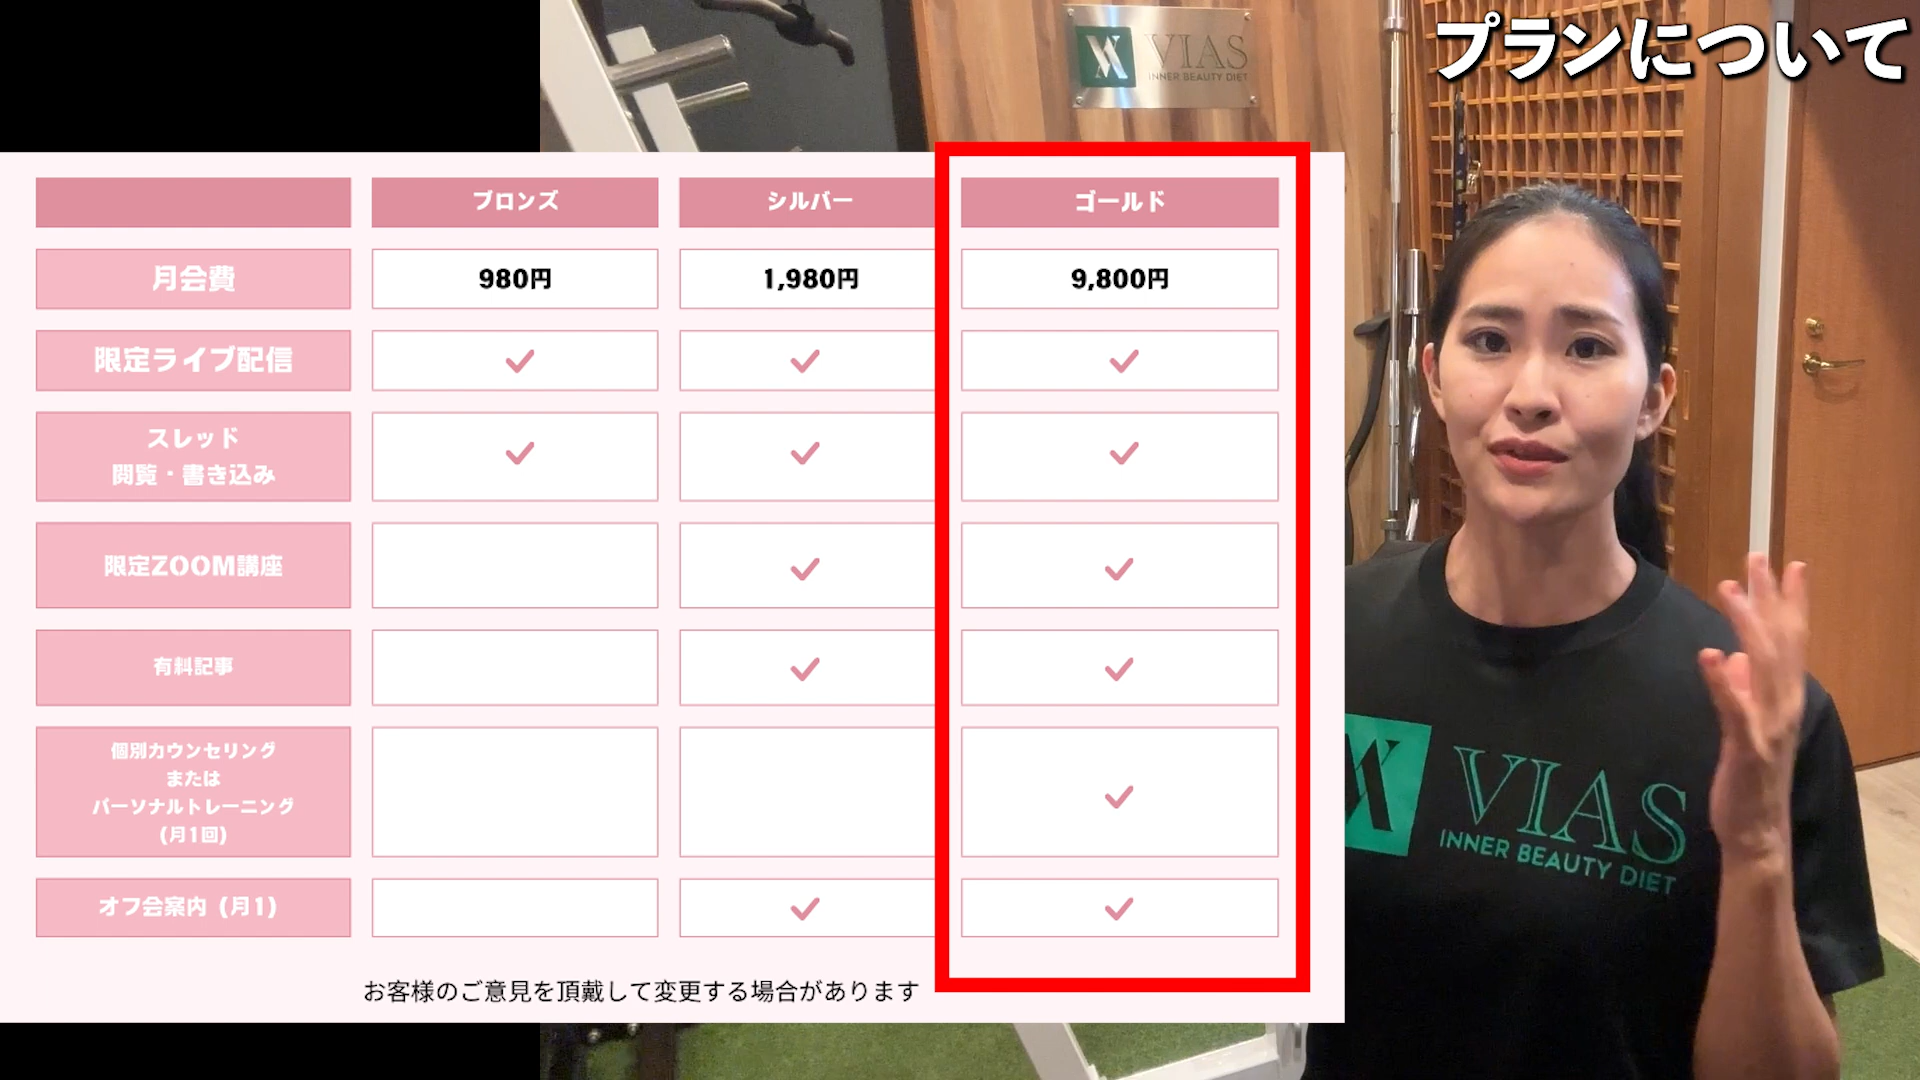 VIAS
INNER BEAUTY DIET
プランについて
ブロンズ
シルバー
ゴールド
月会費
980円
1,980円
9,800円
限定ライブ配信
スレッド
閲覧・書き込み
限定ZOOM講座
有料記事
個別カウンセリング
または
パーソナルトレーニング
(月1回)
オフ会案内 (月1)
お客様のご意見を頂戴して変更する場合があります
VIAS
INNER BEAUTY DIET